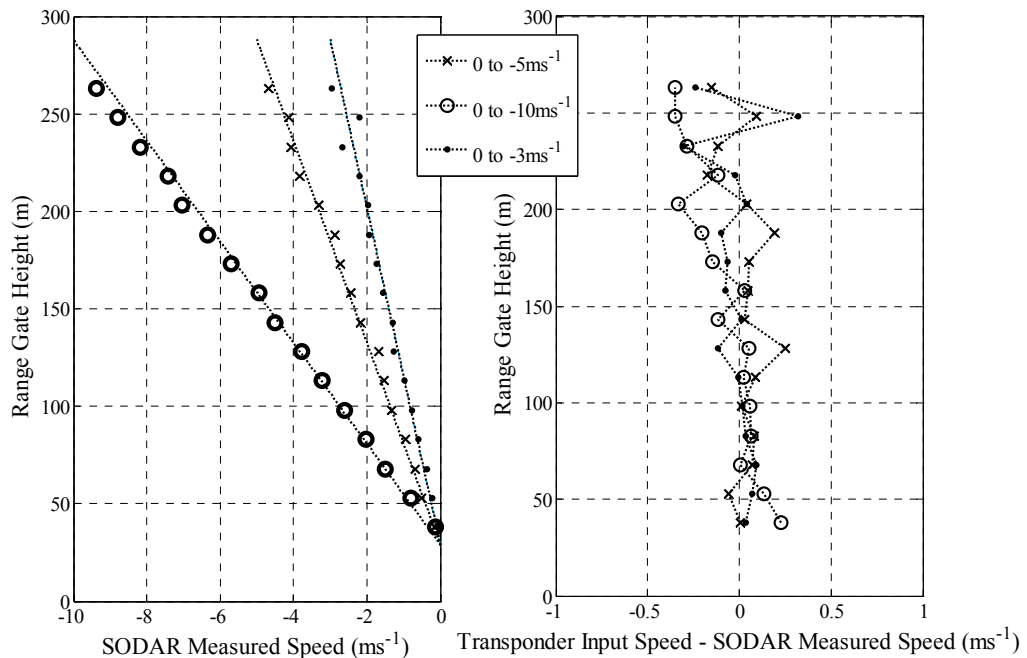 300
250
200
150
100
50
0
Range Gate Height (m)
-10 -8 -6 -4 -2 0
SODAR Measured Speed (ms⁻¹)
0 to -5ms⁻¹
0 to -10ms⁻¹
0 to -3ms⁻¹
300
250
200
150
100
50
0
Range Gate Height (m)
-1 -0.5 0 0.5 1
Transponder Input Speed - SODAR Measured Speed (ms⁻¹)